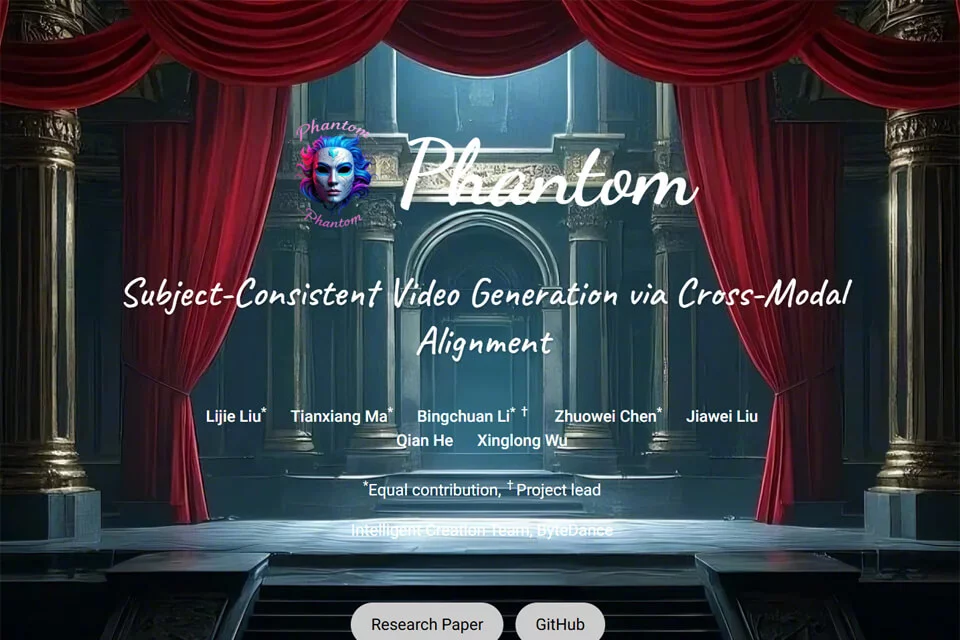 Phantom
Phantom
Phantom
Subject-Consistent Video Generation via Cross-Modal
Alignment
Lijie Liu* Tianxiang Ma* Bingchuan Li* † Zhuowei Chen* Jiawei Liu
Qian He Xinglong Wu
*Equal contribution, † Project lead
Intelligent Creation Team, ByteDance
Research Paper GitHub